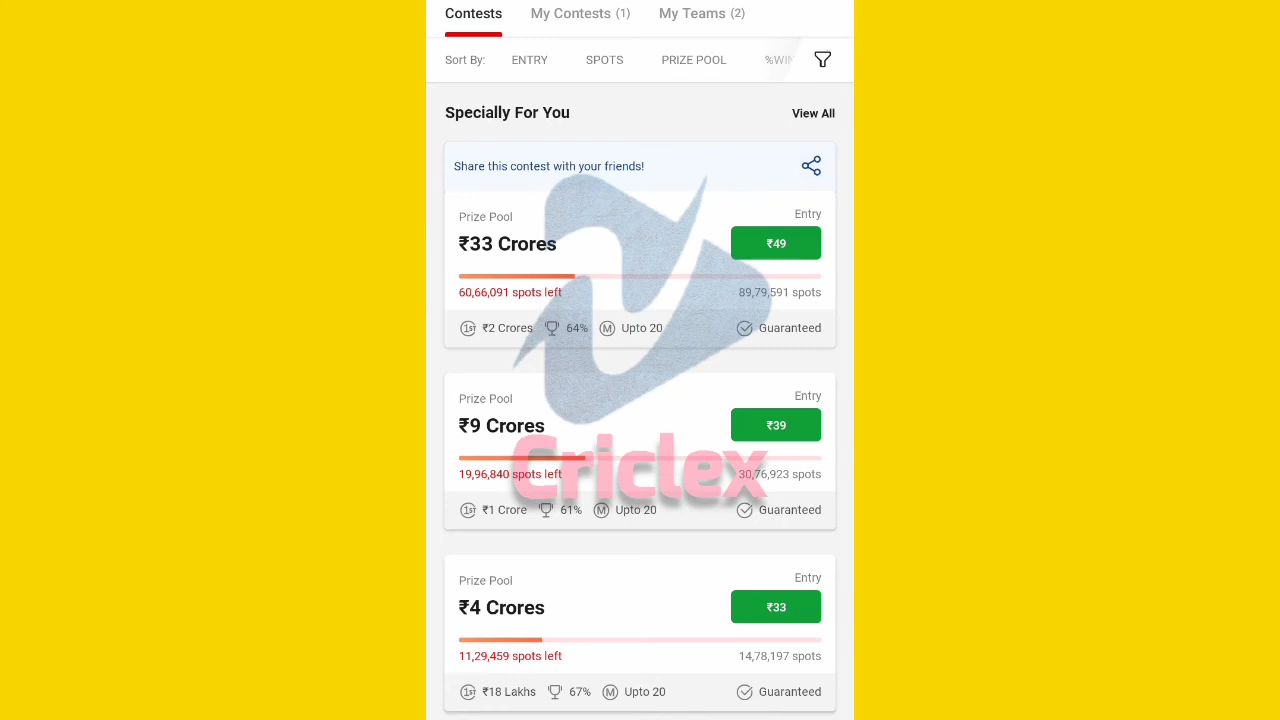 Contests My Contests (1) My Teams (2)
Sort By: ENTRY SPOTS PRIZE POOL %WIN
Specially For You View All
Share this contest with your friends!
Prize Pool Entry
₹33 Crores ₹49
60,66,091 spots left 89,79,591 spots
1st ₹2 Crores 64% M Upto 20 Guaranteed
Prize Pool Entry
₹9 Crores ₹39
Criclex
19,96,840 spots left 30,76,923 spots
1st ₹1 Crore 61% M Upto 20 Guaranteed
Prize Pool Entry
₹4 Crores ₹33
11,29,459 spots left 14,78,197 spots
1st ₹18 Lakhs 67% M Upto 20 Guaranteed